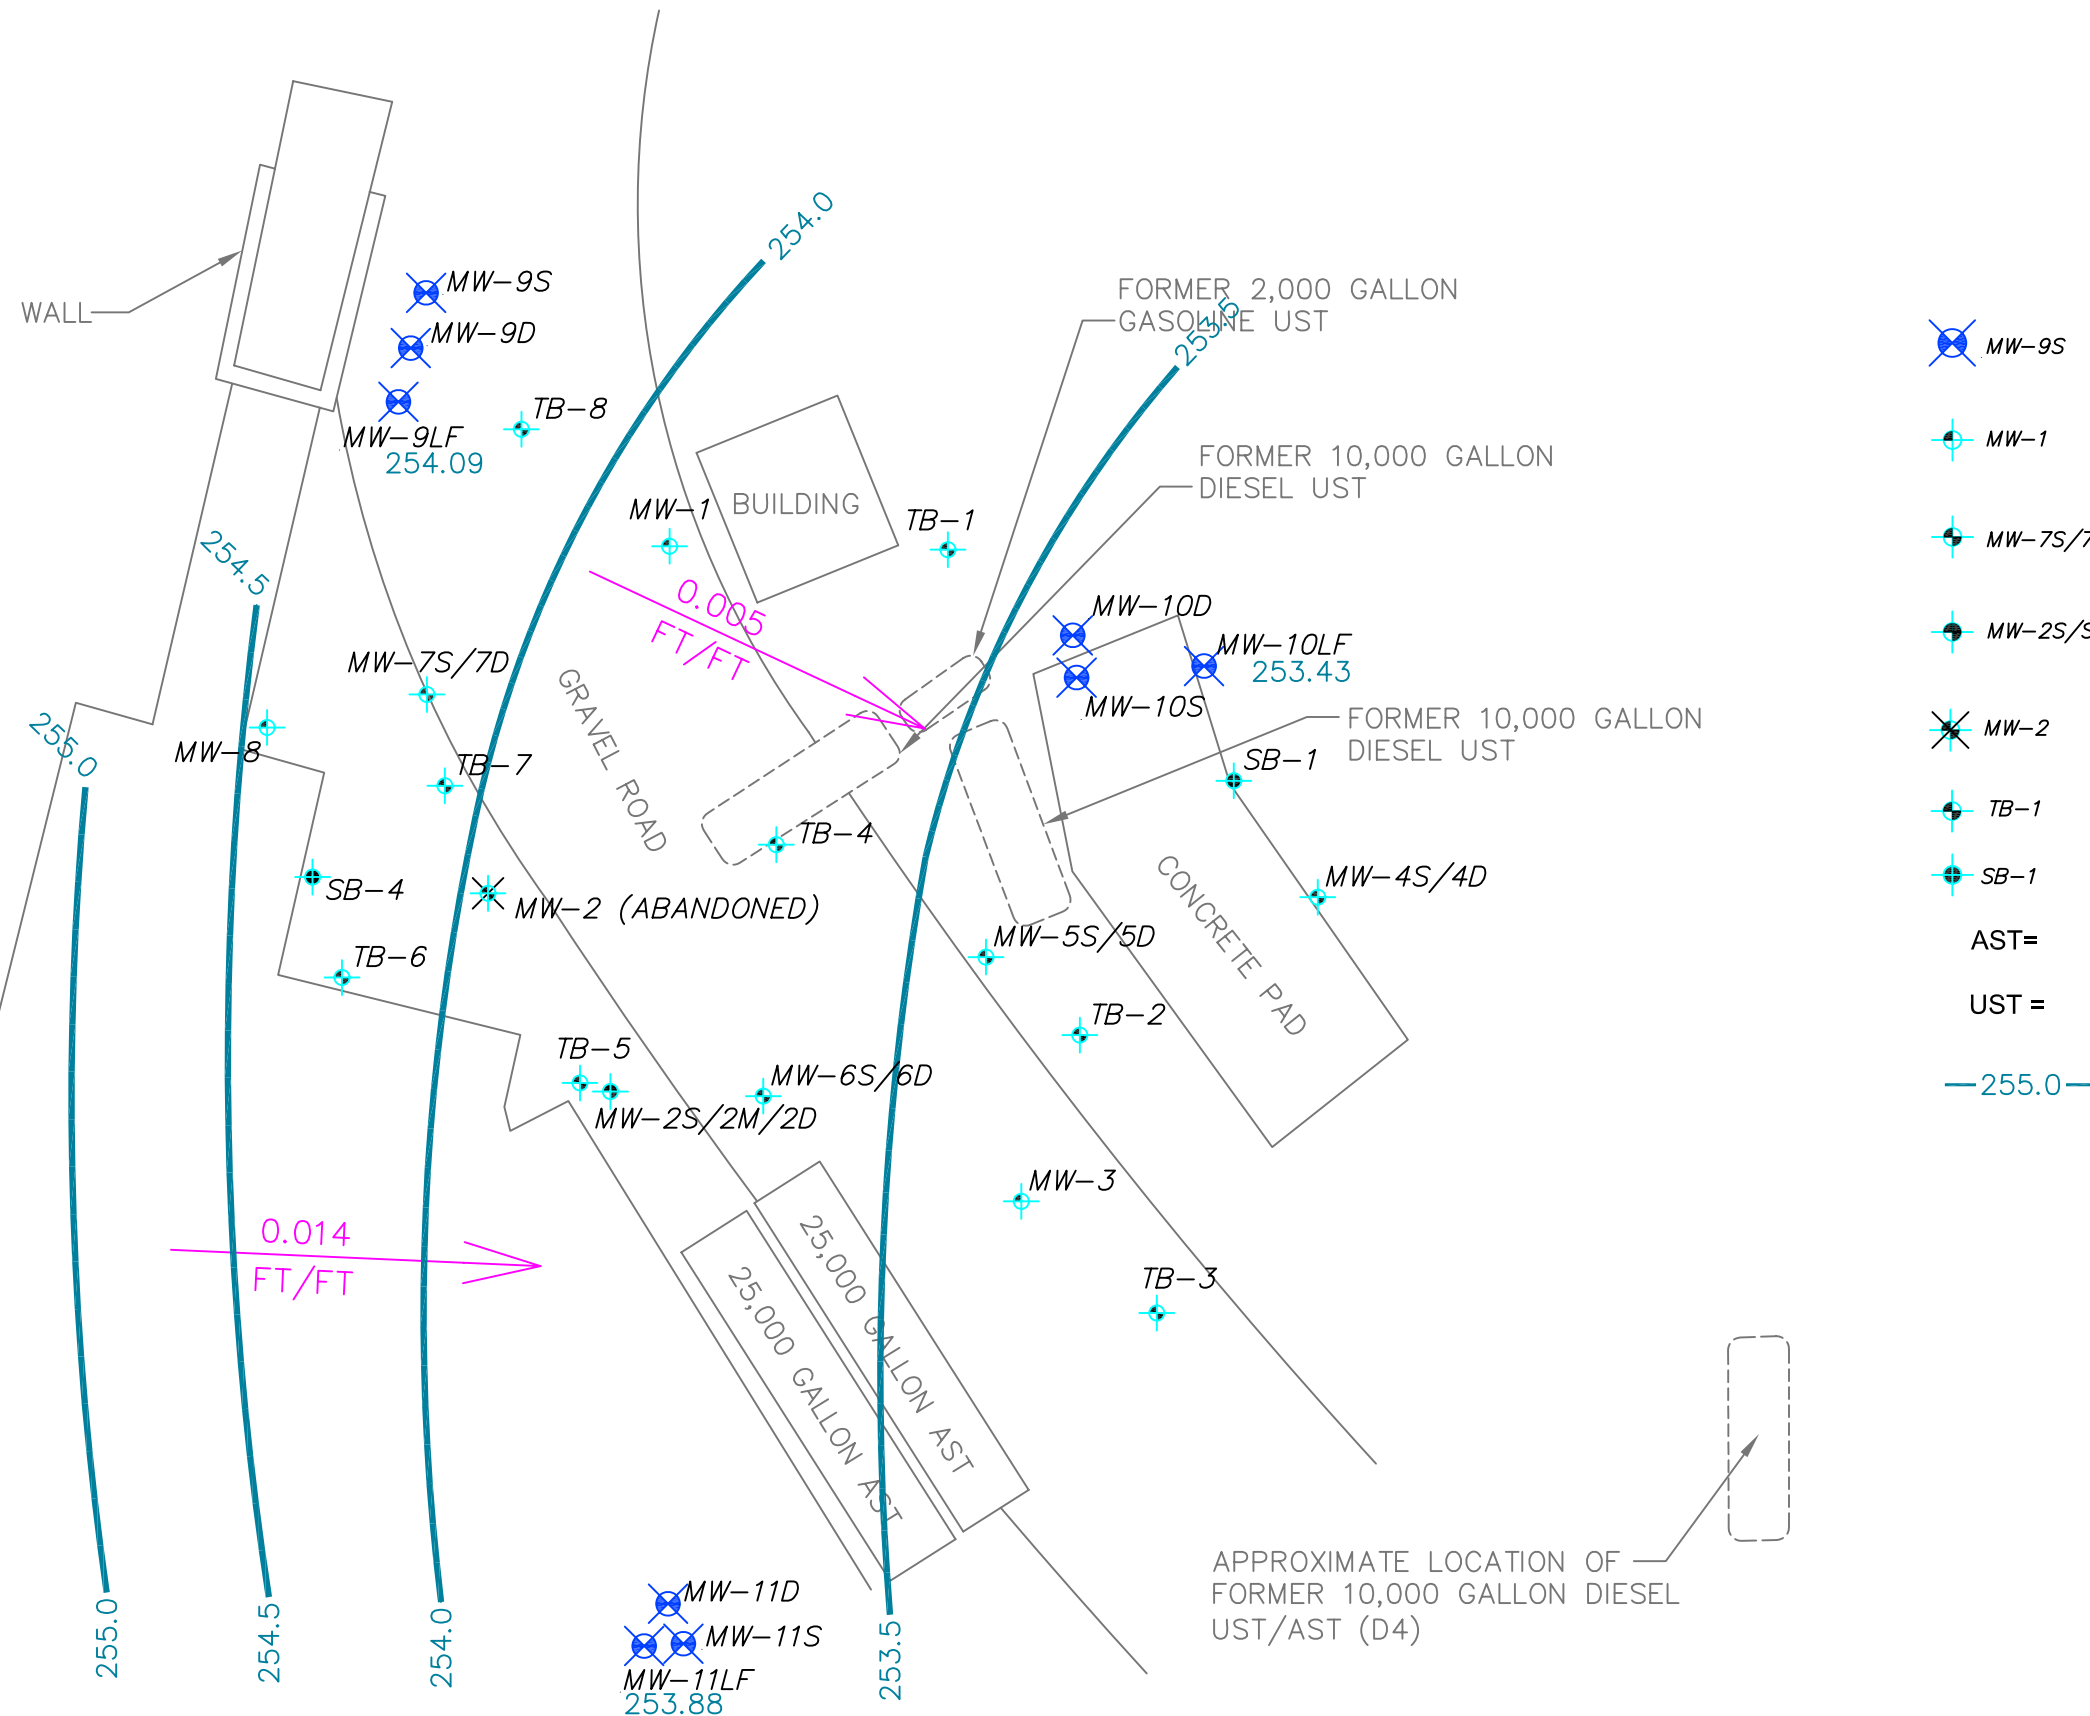 254.0
FORMER 2,000 GALLON
GASOLINE UST
253.5
WALL
MW-9S
MW-9D
MW-9LF
254.09
TB-8
FORMER 10,000 GALLON
DIESEL UST
MW-1
BUILDING
TB-1
254.5
0.005
FT/FT
MW-10D
MW-10LF
253.43
MW-10S
MW-7S/7D
GRAVEL ROAD
255.0
MW-8
TB-7
FORMER 10,000 GALLON
DIESEL UST
SB-1
TB-4
SB-4
MW-2 (ABANDONED)
MW-4S/4D
CONCRETE PAD
MW-5S/5D
TB-6
TB-2
TB-5
MW-6S/6D
MW-2S/2M/2D
MW-3
0.014
FT/FT
TB-3
25,000 GALLON AST
25,000 GALLON AST
APPROXIMATE LOCATION OF
FORMER 10,000 GALLON DIESEL
UST/AST (D4)
MW-11D
MW-11S
MW-11LF
253.88
255.0
254.5
254.0
253.5
MW-9S
MW-1
MW-7S/7
MW-2S/
MW-2
TB-1
SB-1
AST=
UST =
255.0